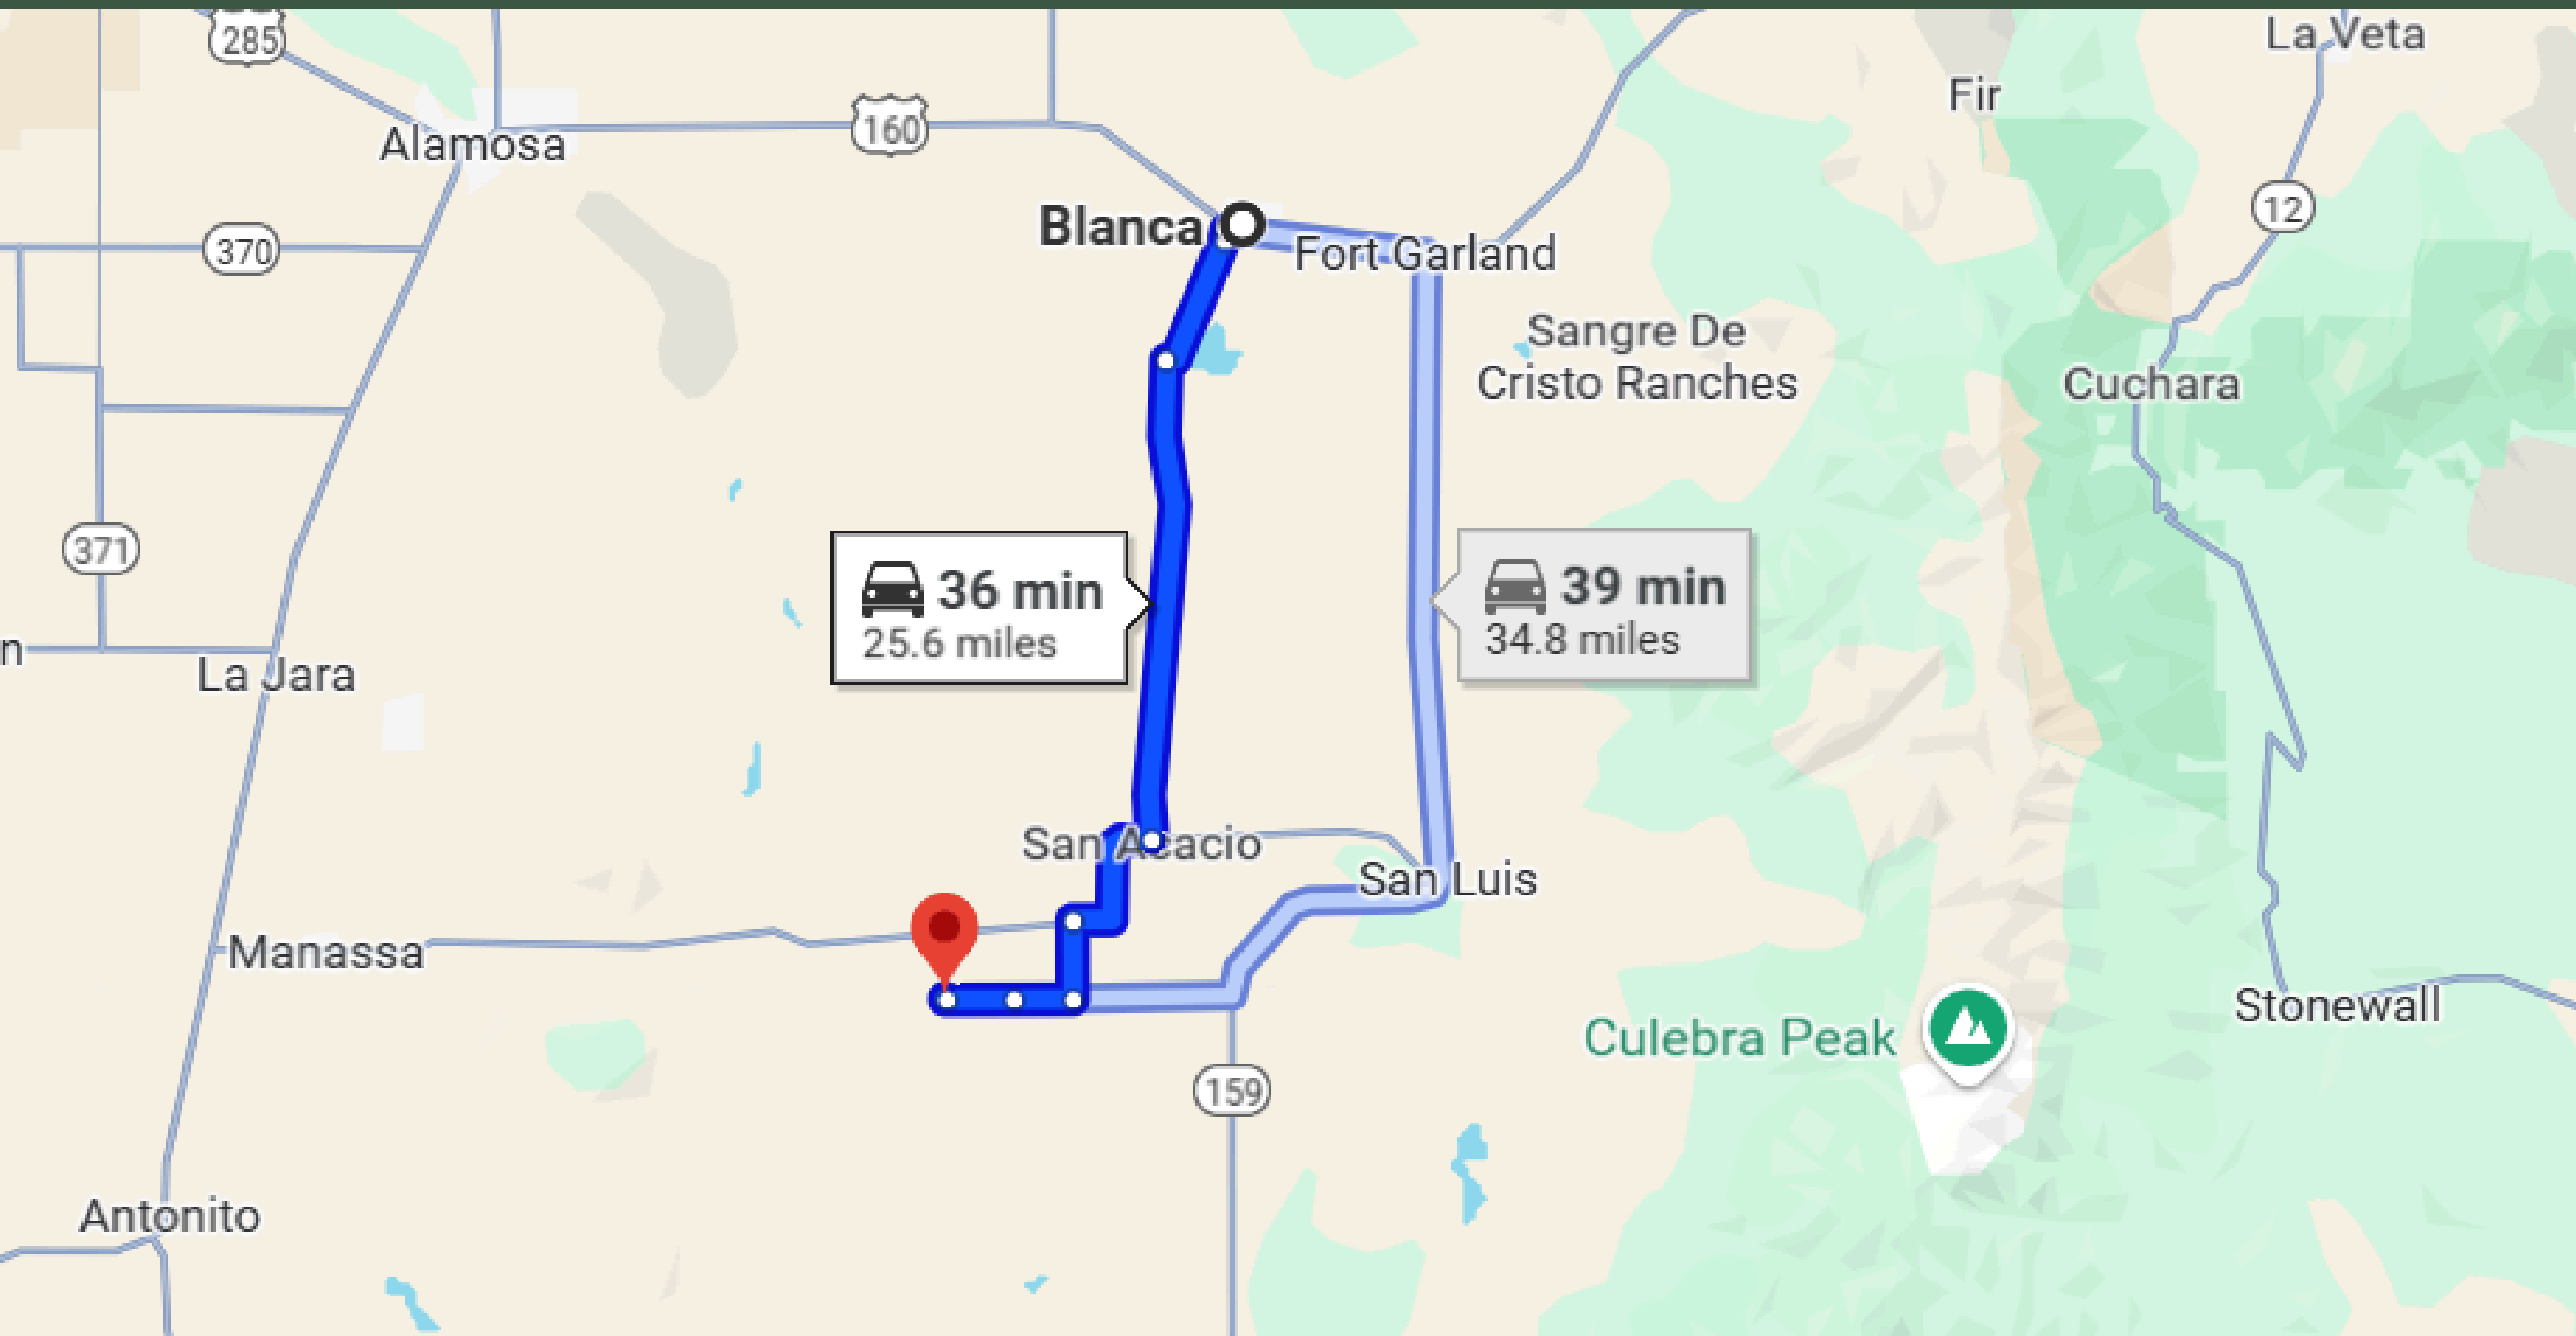 285
La Veta
Fir
160
Alamosa
12
Blanca
370
Fort Garland
Sangre De
Cristo Ranches
Cuchara
371
36 min
25.6 miles
39 min
34.8 miles
n
La Jara
San Acacio
San Luis
Manassa
Stonewall
Culebra Peak
159
Antonito